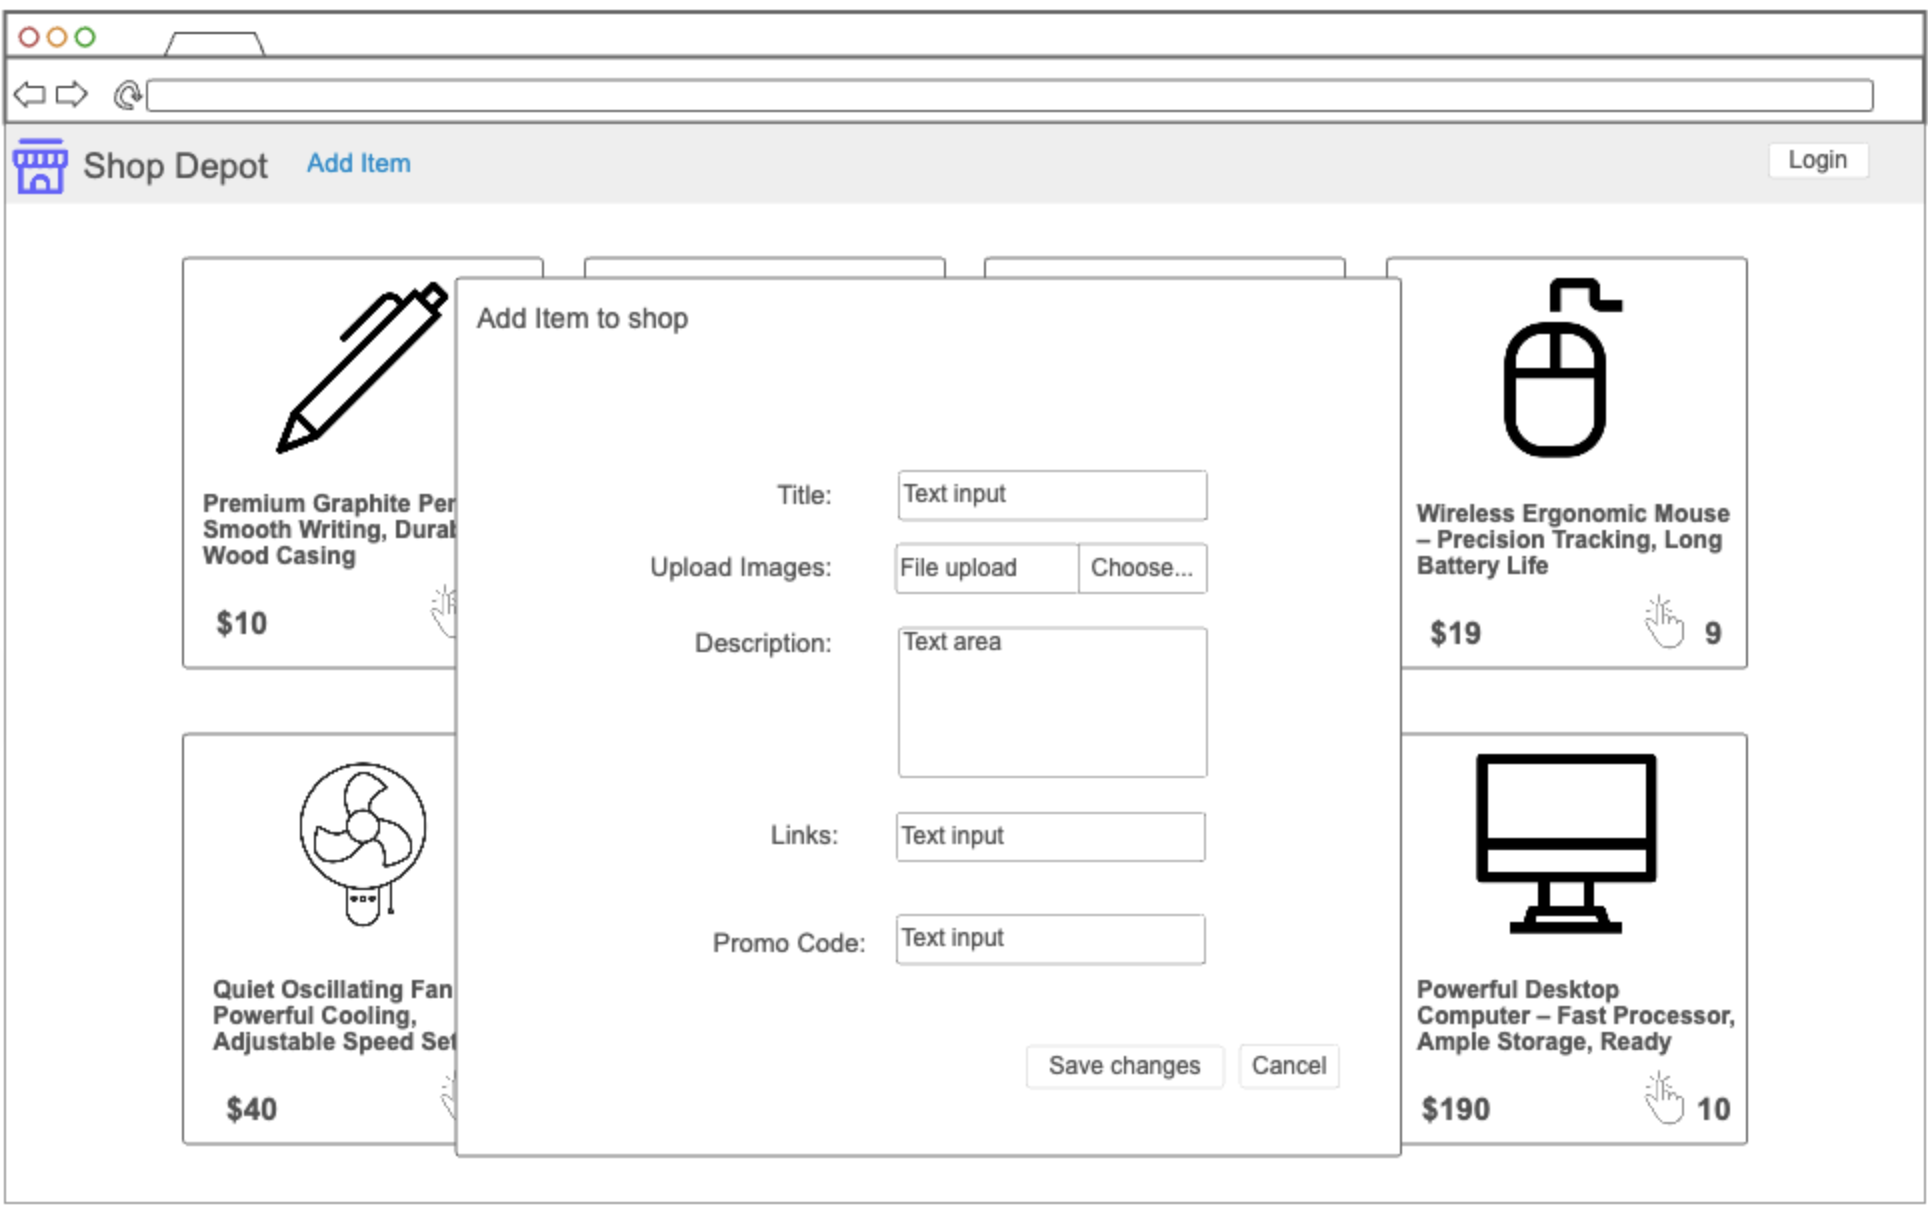 Shop Depot
Add Item
Login
Add Item to shop
Title:
Text input
Upload Images:
File upload
Choose...
Description:
Text area
Links:
Text input
Promo Code:
Text input
Save changes
Cancel
Premium Graphite
Smooth Writing,
Wood Casing
$10
Wireless Ergonomic Mouse
– Precision Tracking, Long
Battery Life
$19
9
Quiet Oscillating Fan
Powerful Cooling,
Adjustable Speed
$40
Powerful Desktop
Computer – Fast Processor,
Ample Storage, Ready
$190
10